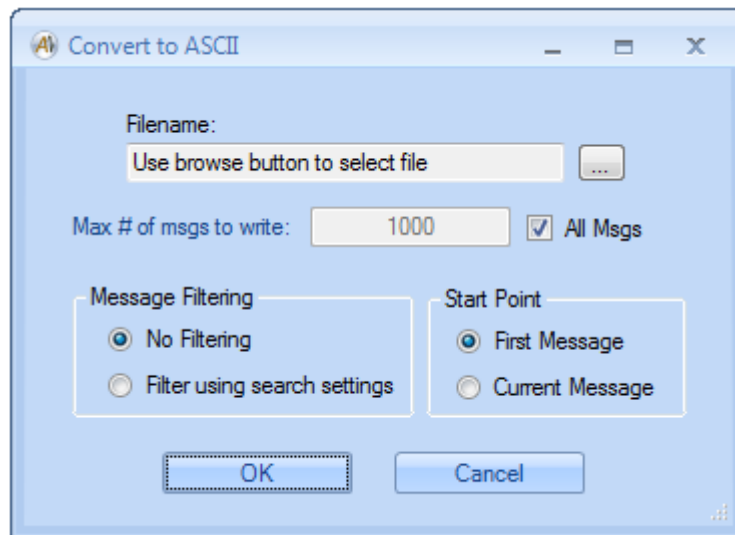 Convert to ASCII
Filename:
Use browse button to select file
...
Max # of msgs to write:
1000
All Msgs
Message Filtering
No Filtering
Filter using search settings
Start Point
First Message
Current Message
OK
Cancel